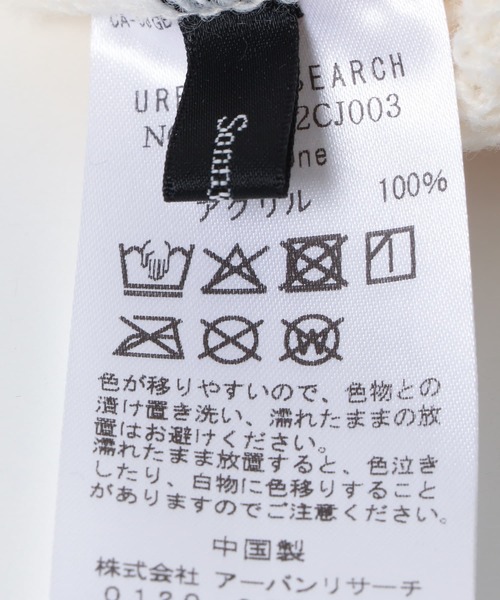 EARCH
2CJ003
One
アクリル 100%
Sonny
色が移りやすいので、色物との
漬け置き洗い、濡れたままの放
置はお避けください。
濡れたまま放置すると、色泣き
したり、白物に色移りすること
がありますのでご注意ください。
中国製
株式会社 アーバンリサーチ